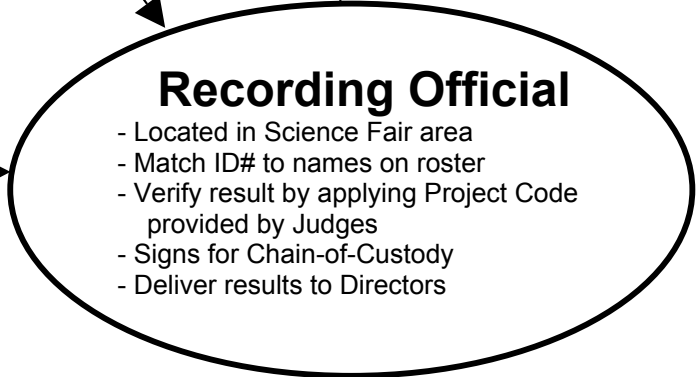 Recording Official
- Located in Science Fair area
- Match ID# to names on roster
- Verify result by applying Project Code
provided by Judges
- Signs for Chain-of-Custody
- Deliver results to Directors